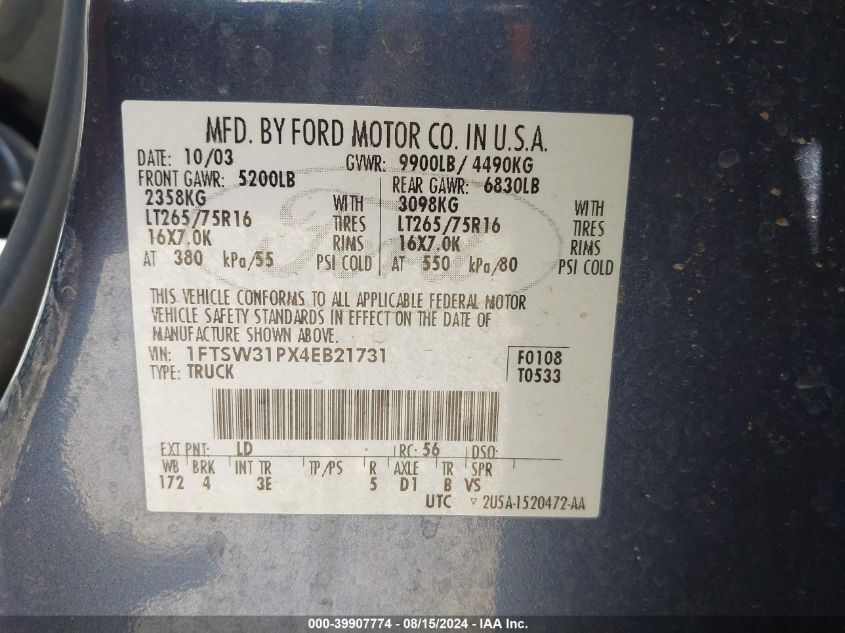 MFD. BY FORD MOTOR CO. IN U.S.A.
DATE: 10/03 GVWR: 9900LB/ 4490KG
FRONT GAWR: 5200LB REAR GAWR: 6830LB
2358KG WITH 3098KG WITH
LT265/75R16 TIRES LT265/75R16 TIRES
16X7.0K RIMS 16X7.0K RIMS
AT 380 kPa/55 PSI COLD AT 550 kPa/80 PSI COLD
Ford
THIS VEHICLE CONFORMS TO ALL APPLICABLE FEDERAL MOTOR
VEHICLE SAFETY STANDARDS IN EFFECT ON THE DATE OF
MANUFACTURE SHOWN ABOVE.
VIN: 1FTSW31PX4EB21731 F0108
TYPE: TRUCK T0533
EXT PNT: LD RC: 56 DSO:
WB BRK INT TR TP/PS R AXLE TR SPR
172 4 3E 5 D1 B VS
UTC ▿ 2U5A-1520472-AA
000-39907774 - 08/15/2024 - IAA Inc.